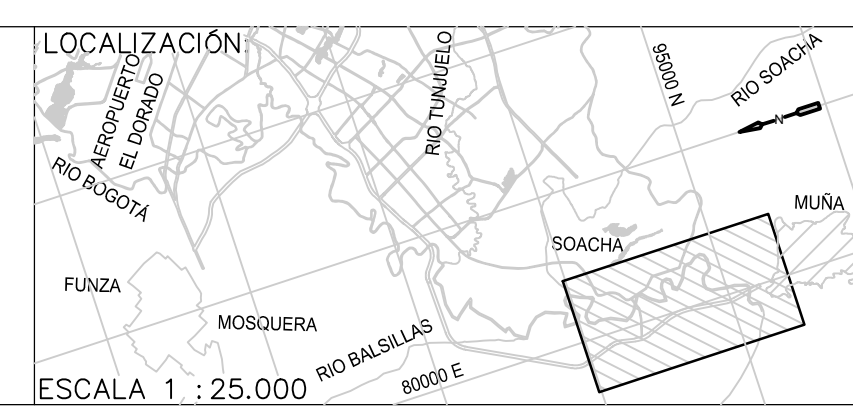 LOCALIZACIÓN:
AEROPUERTO
EL DORADO
RIO BOGOTÁ
RIO TUNJUELO
95000 N
RIO SOACHA
N
MUÑA
SOACHA
FUNZA
MOSQUERA
RIO BALSILLAS
80000 E
ESCALA 1 : 25.000